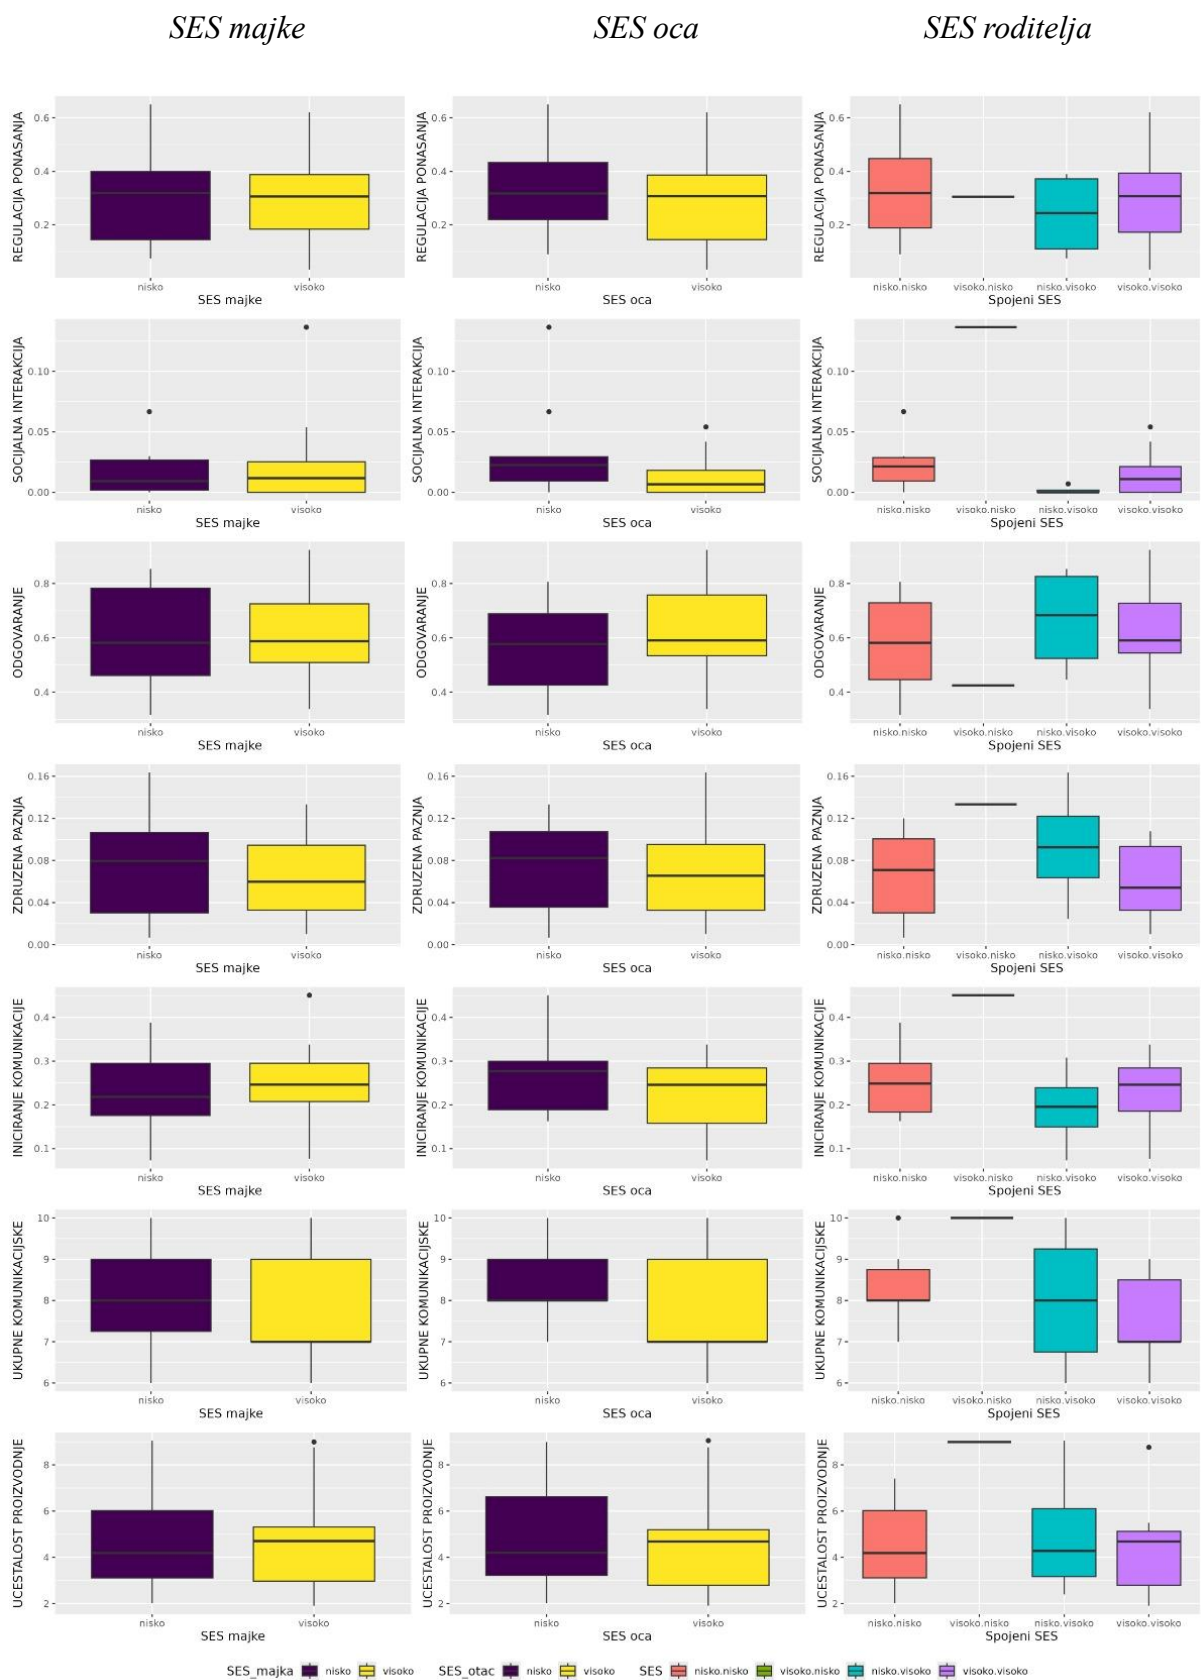 SES majke SES oca SES roditelja
REGULACIJA PONASANJA
0.6
0.4
0.2
nisko visoko
SES majke
REGULACIJA PONASANJA
0.6
0.4
0.2
nisko visoko
SES oca
REGULACIJA PONASANJA
0.6
0.4
0.2
nisko.nisko visoko.nisko nisko.visoko visoko.visoko
Spojeni SES
SOCIJALNA INTERAKCIJA
0.10
0.05
0.00
nisko visoko
SES majke
SOCIJALNA INTERAKCIJA
0.10
0.05
0.00
nisko visoko
SES oca
SOCIJALNA INTERAKCIJA
0.10
0.05
0.00
nisko.nisko visoko.nisko nisko.visoko visoko.visoko
Spojeni SES
ODGOVARANJE
0.8
0.6
0.4
nisko visoko
SES majke
ODGOVARANJE
0.8
0.6
0.4
nisko visoko
SES oca
ODGOVARANJE
0.8
0.6
0.4
nisko.nisko visoko.nisko nisko.visoko visoko.visoko
Spojeni SES
ZDRUZENA PAZNJA
0.16
0.12
0.08
0.04
0.00
nisko visoko
SES majke
ZDRUZENA PAZNJA
0.16
0.12
0.08
0.04
0.00
nisko visoko
SES oca
ZDRUZENA PAZNJA
0.16
0.12
0.08
0.04
0.00
nisko.nisko visoko.nisko nisko.visoko visoko.visoko
Spojeni SES
INICIRANJE KOMUNIKACIJE
0.4
0.3
0.2
0.1
nisko visoko
SES majke
INICIRANJE KOMUNIKACIJE
0.4
0.3
0.2
0.1
nisko visoko
SES oca
INICIRANJE KOMUNIKACIJE
0.4
0.3
0.2
0.1
nisko.nisko visoko.nisko nisko.visoko visoko.visoko
Spojeni SES
UKUPNE KOMUNIKACIJSKE
10
9
8
7
6
nisko visoko
SES majke
UKUPNE KOMUNIKACIJSKE
10
9
8
7
6
nisko visoko
SES oca
UKUPNE KOMUNIKACIJSKE
10
9
8
7
6
nisko.nisko visoko.nisko nisko.visoko visoko.visoko
Spojeni SES
UCESTALOST PROIZVODNJE
8
6
4
2
nisko visoko
SES majke
UCESTALOST PROIZVODNJE
8
6
4
2
nisko visoko
SES oca
UCESTALOST PROIZVODNJE
8
6
4
2
nisko.nisko visoko.nisko nisko.visoko visoko.visoko
Spojeni SES
SES_majka nisko visoko SES_otac nisko visoko SES nisko.nisko visoko.nisko nisko.visoko visoko.visoko